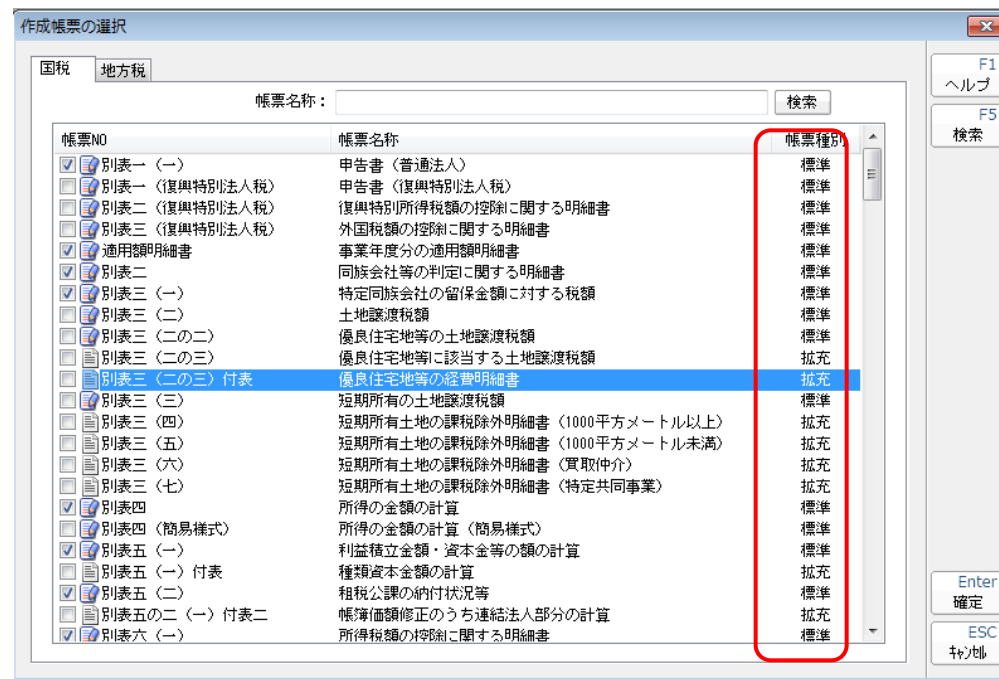 作成帳票の選択
国税 地方税
帳票名称： 検索
帳票NO 帳票名称 帳票種別
別表一（一） 申告書（普通法人） 標準
別表一（復興特別法人税） 申告書（復興特別法人税） 標準
別表二（復興特別法人税） 復興特別所得税額の控除に関する明細書 標準
別表三（復興特別法人税） 外国税額の控除に関する明細書 標準
適用額明細書 事業年度分の適用額明細書 標準
別表二 同族会社等の判定に関する明細書 標準
別表三（一） 特定同族会社の留保金額に対する税額 標準
別表三（二） 土地譲渡税額 標準
別表三（二の二） 優良住宅地等の土地譲渡税額 標準
別表三（二の三） 優良住宅地等に該当する土地譲渡税額 拡充
別表三（二の三）付表 優良住宅地等の経費明細書 拡充
別表三（三） 短期所有の土地譲渡税額 標準
別表三（四） 短期所有土地の課税除外明細書（1000平方メートル以上） 拡充
別表三（五） 短期所有土地の課税除外明細書（1000平方メートル未満） 拡充
別表三（六） 短期所有土地の課税除外明細書（買取仲介） 拡充
別表三（七） 短期所有土地の課税除外明細書（特定共同事業） 拡充
別表四 所得の金額の計算 標準
別表四（簡易様式） 所得の金額の計算（簡易様式） 標準
別表五（一） 利益積立金額・資本金等の額の計算 標準
別表五（一）付表 種類資本金額の計算 拡充
別表五（二） 租税公課の納付状況等 標準
別表五の二（一）付表二 帳簿価額修正のうち連結法人部分の計算 拡充
別表六（一） 所得税額の控除に関する明細書 標準
F1
ヘルプ
F5
検索
Enter
確定
ESC
ｷｬﾝｾﾙ